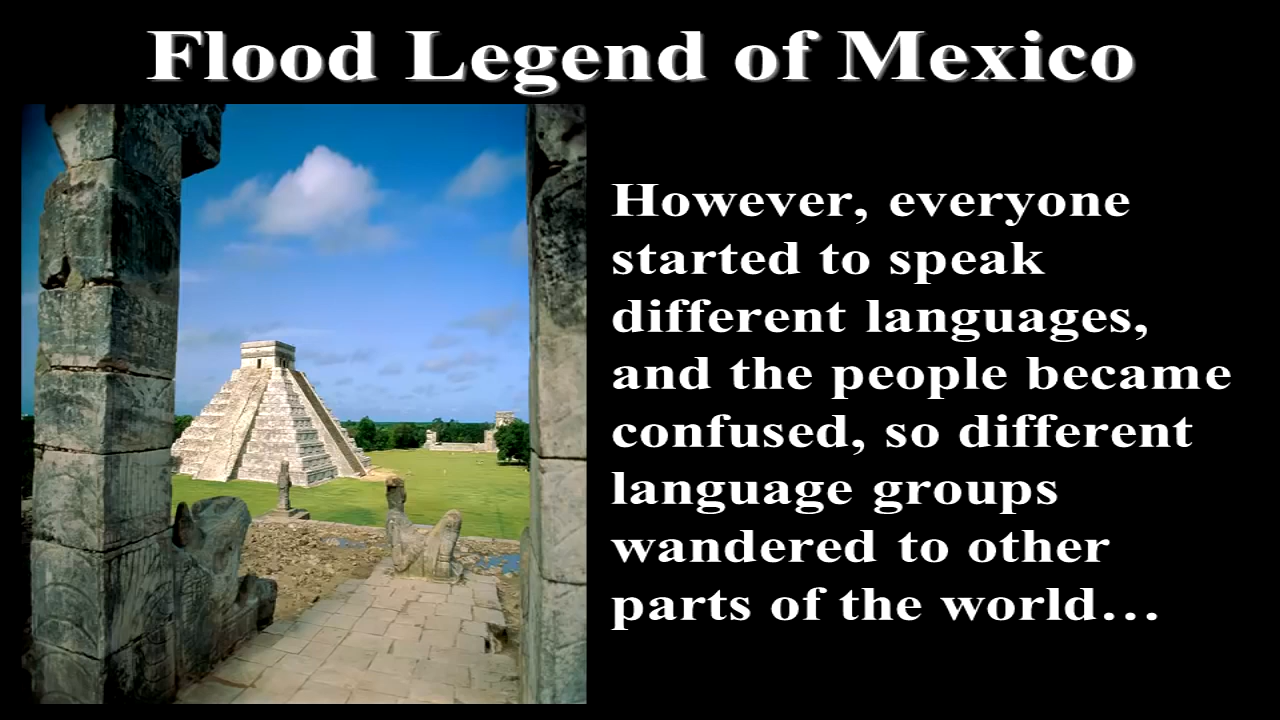 Flood Legend of Mexico
However, everyone
started to speak
different languages,
and the people became
confused, so different
language groups
wandered to other
parts of the world…